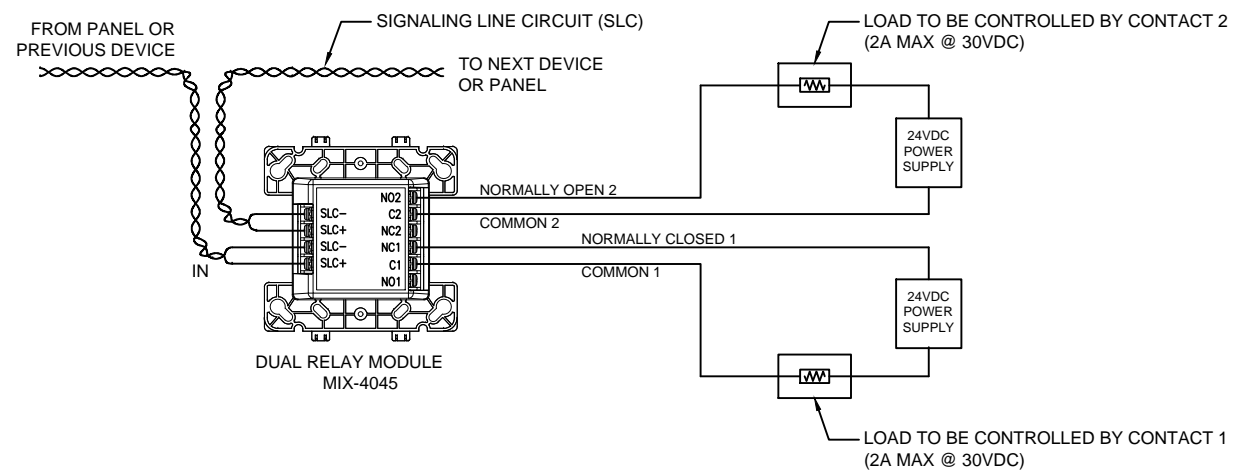 FROM PANEL OR
PREVIOUS DEVICE
SIGNALING LINE CIRCUIT (SLC)
TO NEXT DEVICE
OR PANEL
LOAD TO BE CONTROLLED BY CONTACT 2
(2A MAX @ 30VDC)
24VDC
POWER
SUPPLY
NORMALLY OPEN 2
COMMON 2
NORMALLY CLOSED 1
COMMON 1
IN
SLC-
SLC+
SLC-
SLC+
NO2
C2
NC2
NC1
C1
NO1
24VDC
POWER
SUPPLY
DUAL RELAY MODULE
MIX-4045
LOAD TO BE CONTROLLED BY CONTACT 1
(2A MAX @ 30VDC)